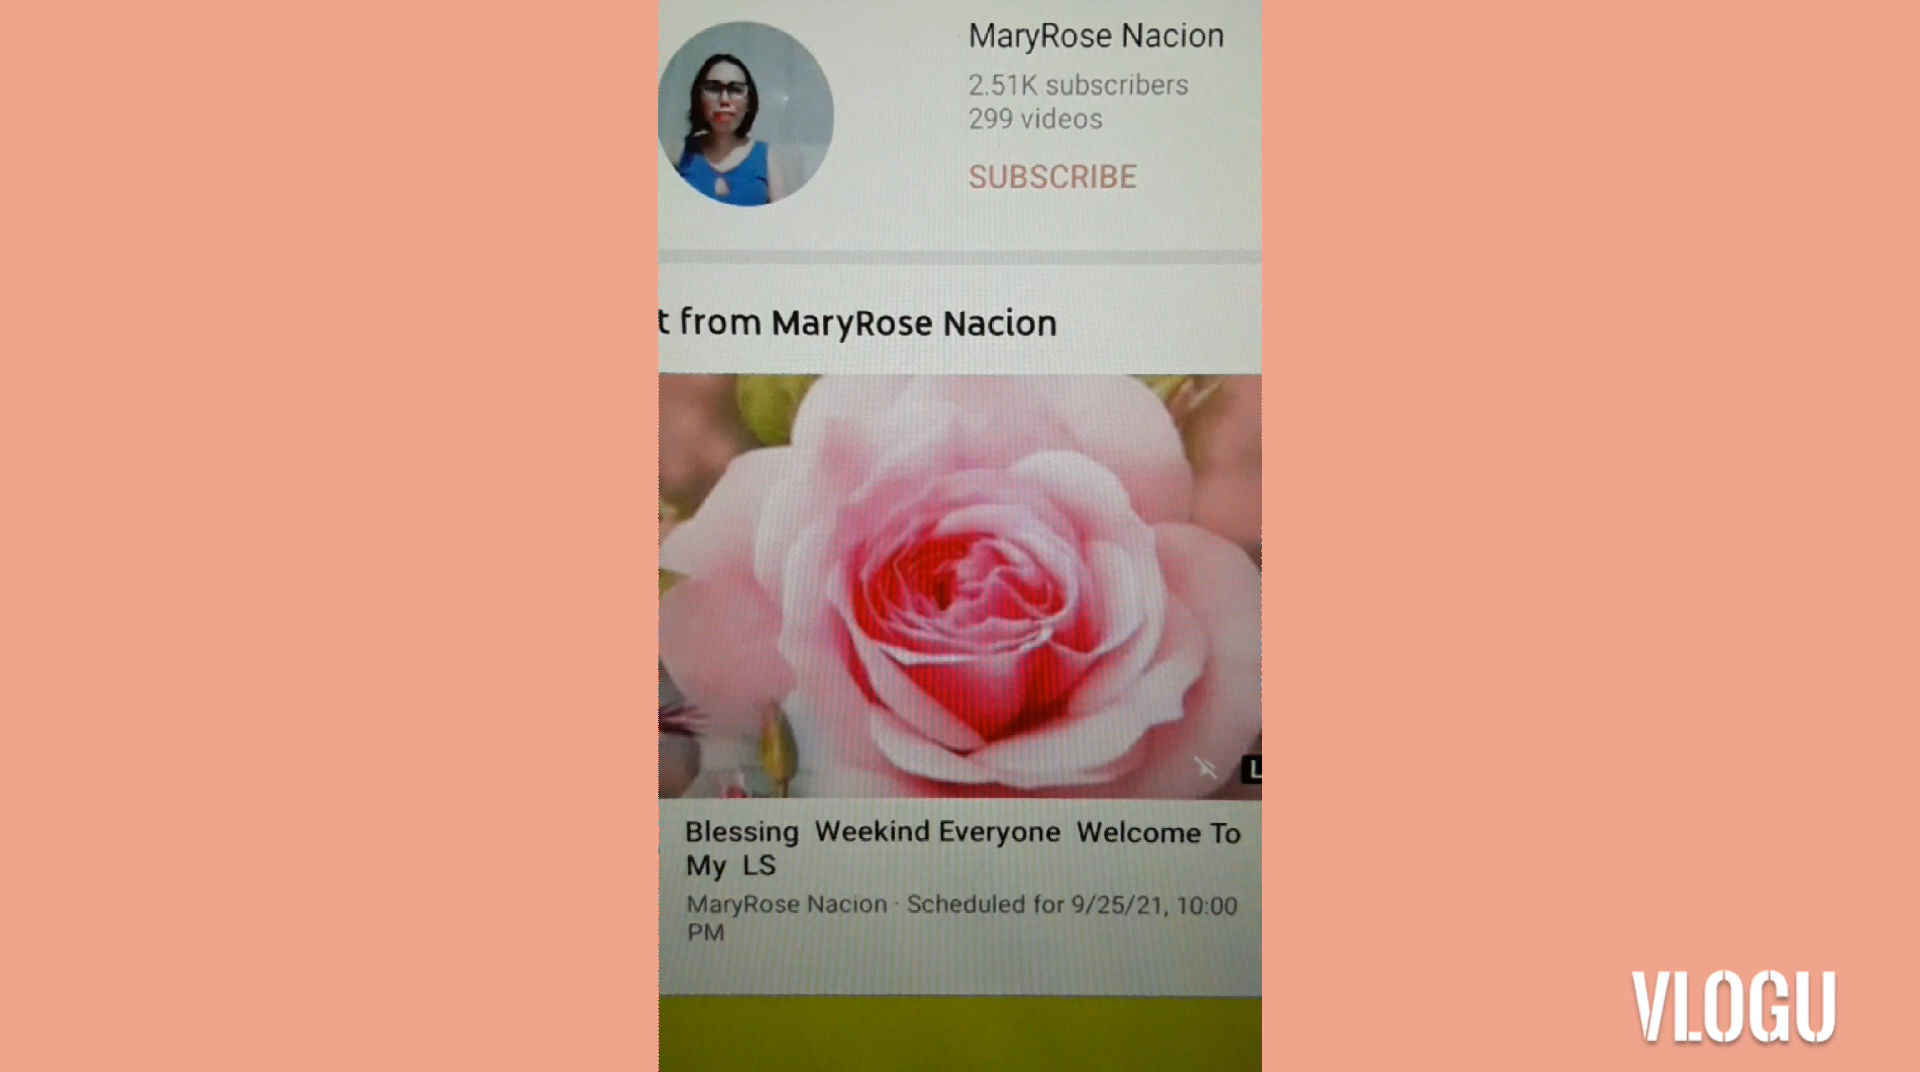 MaryRose Nacion
2.51K subscribers
299 videos
SUBSCRIBE
t from MaryRose Nacion
L
Blessing Weekind Everyone Welcome To
My LS
MaryRose Nacion · Scheduled for 9/25/21, 10:00
PM
VLOGU